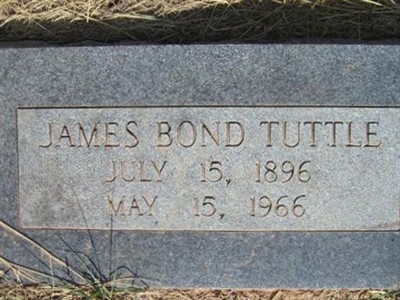 JAMES BOND TUTTLE
JULY 15, 1896
MAY 15, 1966